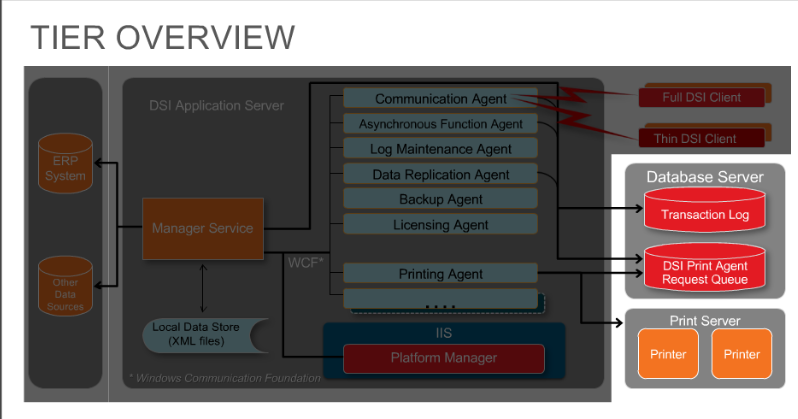 TIER OVERVIEW
DSI Application Server
Communication Agent
Full DSI Client
Asynchronous Function Agent
Thin DSI Client
Log Maintenance Agent
ERP
System
Data Replication Agent
Database Server
Backup Agent
Transaction Log
Manager Service
Licensing Agent
WCF*
Printing Agent
DSI Print Agent
Request Queue
Other
Data
Sources
....
Local Data Store
(XML files)
IIS
Print Server
Platform Manager
Printer
Printer
* Windows Communication Foundation